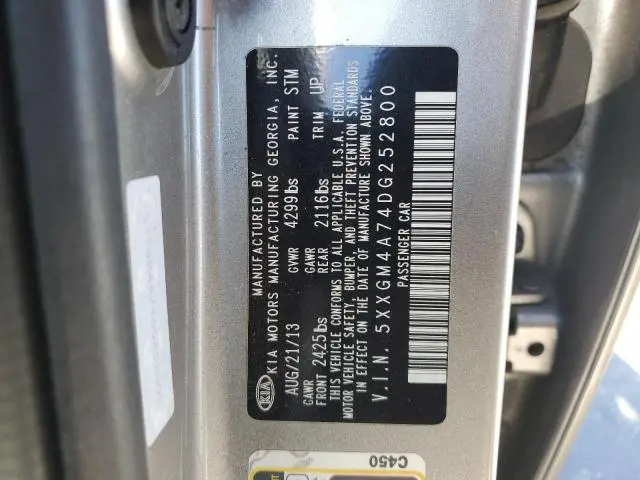 MANUFACTURED BY
KIA KIA MOTORS MANUFACTURING GEORGIA, INC.
AUG/21/13 GVWR 4299lbs PAINT STM
GAWR FRONT 2425lbs GAWR REAR 2116lbs TRIM UP
THIS VEHICLE CONFORMS TO ALL APPLICABLE U.S.A. FEDERAL
MOTOR VEHICLE SAFETY, BUMPER, AND THEFT PREVENTION STANDARDS
IN EFFECT ON THE DATE OF MANUFACTURE SHOWN ABOVE.
V.I.N. 5XXGM4A74DG252800
PASSENGER CAR
C450